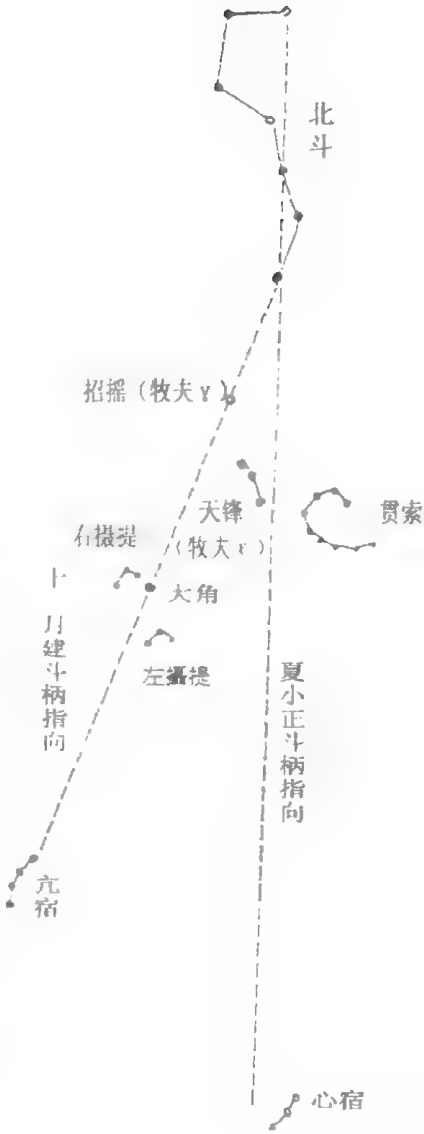 北斗
招摇（牧夫γ）
天锋
（牧夫ε）
贯索
右摄提
大角
左攝提
月建斗柄指向
夏小正斗柄指向
亢宿
心宿